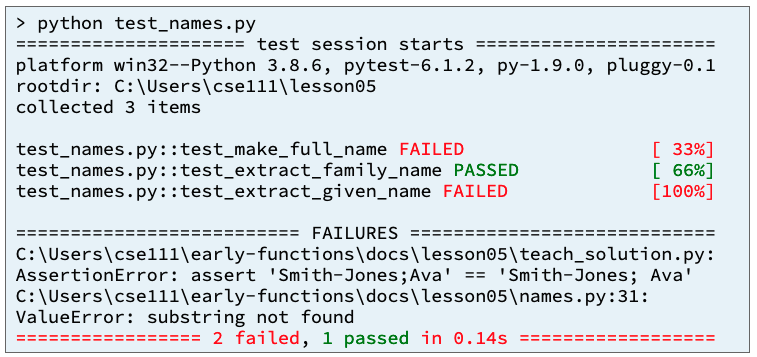 > python test_names.py
===================== test session starts ======================
platform win32--Python 3.8.6, pytest-6.1.2, py-1.9.0, pluggy-0.1
rootdir: C:\Users\cse111\lesson05
collected 3 items

test_names.py::test_make_full_name FAILED                 [ 33%]
test_names.py::test_extract_family_name PASSED            [ 66%]
test_names.py::test_extract_given_name FAILED             [100%]

========================== FAILURES ============================
C:\Users\cse111\early-functions\docs\lesson05\teach_solution.py:
AssertionError: assert 'Smith-Jones;Ava' == 'Smith-Jones; Ava'
C:\Users\cse111\early-functions\docs\lesson05\names.py:31:
ValueError: substring not found
================= 2 failed, 1 passed in 0.14s ==================